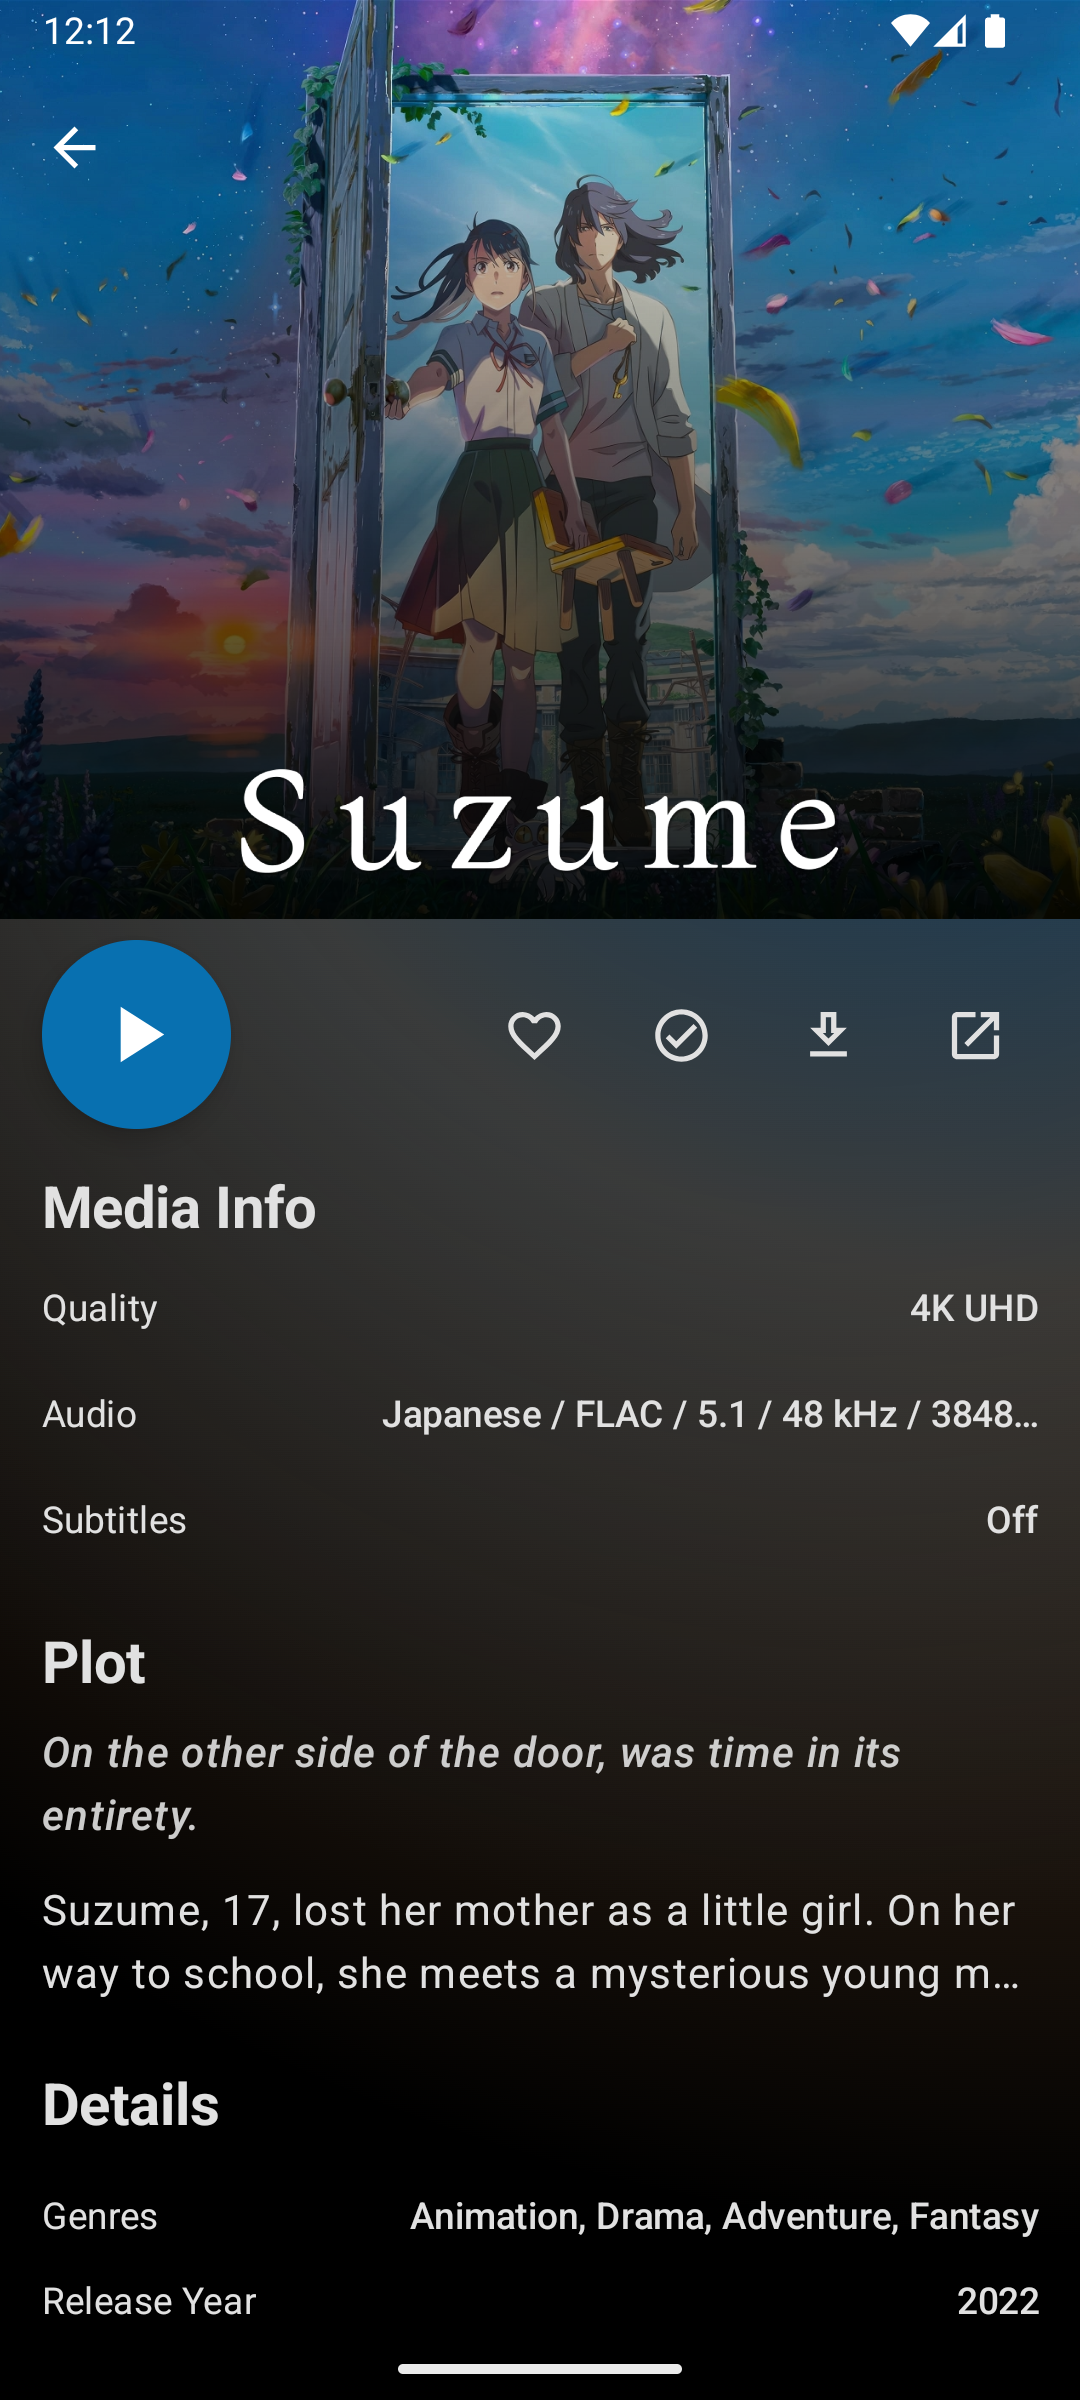 12:12
Suzume
Media Info
Quality 4K UHD
Audio Japanese / FLAC / 5.1 / 48 kHz / 3848…
Subtitles Off
Plot
On the other side of the door, was time in its
entirety.
Suzume, 17, lost her mother as a little girl. On her
way to school, she meets a mysterious young m…
Details
Genres Animation, Drama, Adventure, Fantasy
Release Year 2022